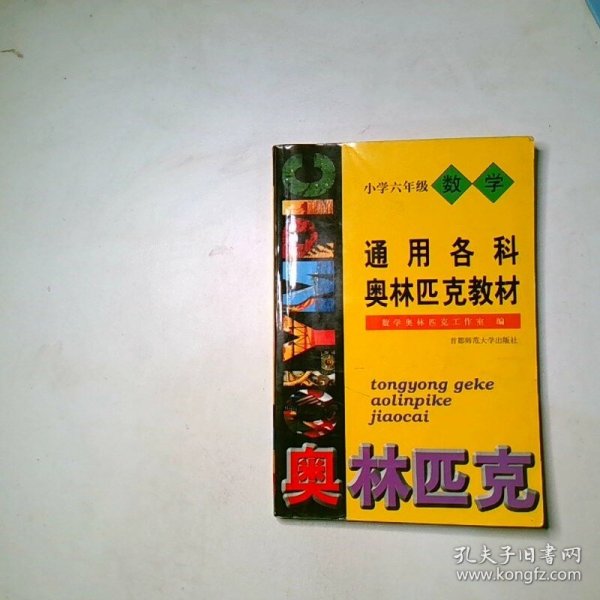 小学六年级 数学
通用各科
奥林匹克教材
数学奥林匹克工作室 编
首都师范大学出版社
tongyong geke
aolinpike
jiaocai
奥林匹克
OLYMPIC
孔夫子旧书网
www.kongfz.com